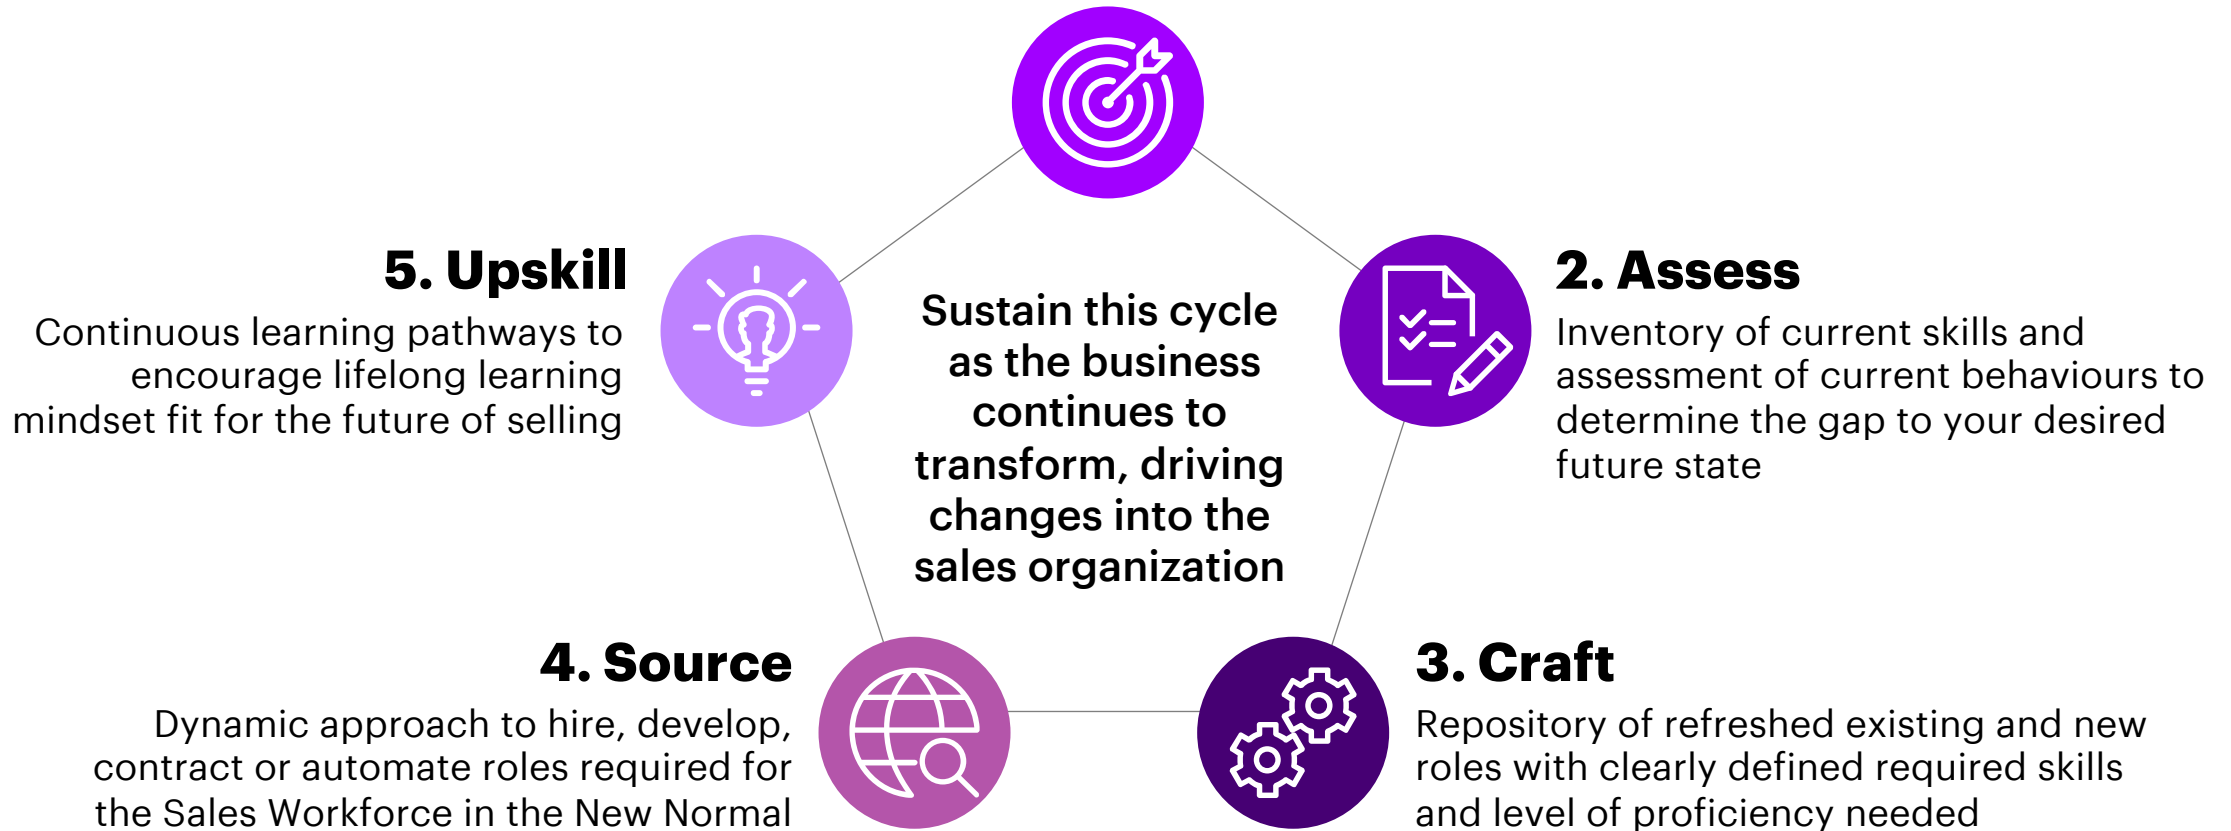 5. Upskill
Continuous learning pathways to
encourage lifelong learning
mindset fit for the future of selling
Sustain this cycle
as the business
continues to
transform, driving
changes into the
sales organization
2. Assess
Inventory of current skills and
assessment of current behaviours to
determine the gap to your desired
future state
4. Source
Dynamic approach to hire, develop,
contract or automate roles required for
the Sales Workforce in the New Normal
3. Craft
Repository of refreshed existing and new
roles with clearly defined required skills
and level of proficiency needed